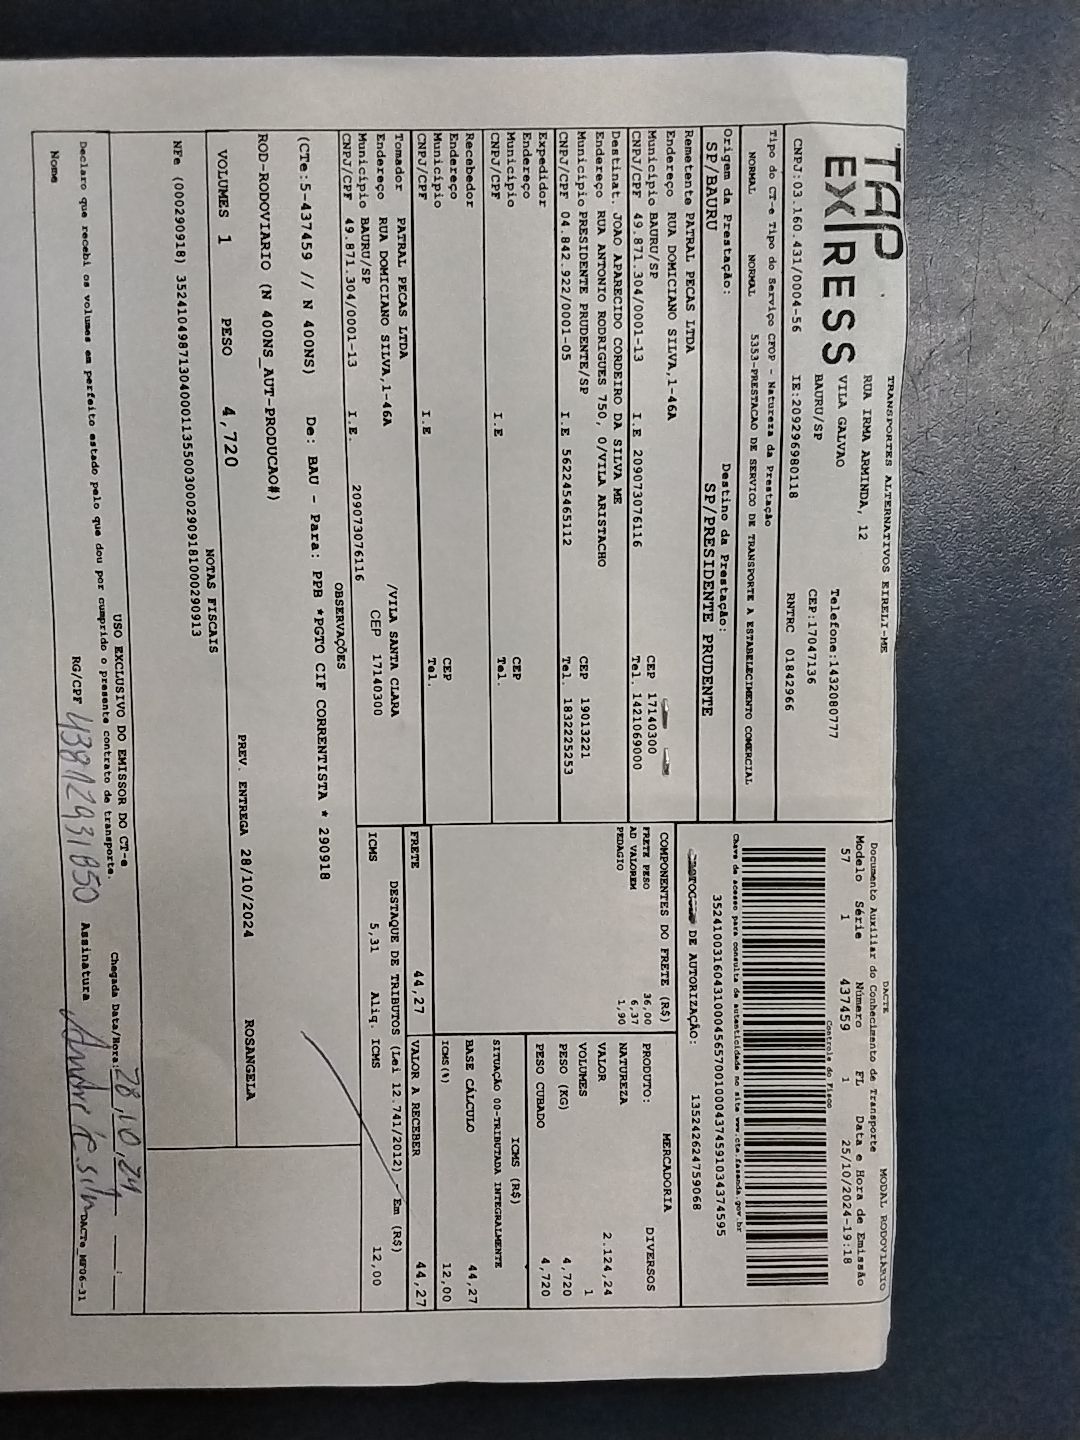 TAP EXPRESS
TRANSPORTES ALTERNATIVOS EIRELI-ME
RUA IRMA ARMINDA, 12
VILA GALVAO
BAURU/SP
Telefone:1432080777
CEP:17047136
CNPJ:03.160.431/0004-56 IE:209296980118 RNTRC 01842966
Tipo do CT-e Tipo do Serviço CFOP - Natureza da Prestação
NORMAL NORMAL 5353-PRESTACAO DE SERVICO DE TRANSPORTE A ESTABELECIMENTO COMERCIAL
Origem da Prestação: Destino da Prestação:
SP/BAURU SP/PRESIDENTE PRUDENTE
Remetente PATRAL PECAS LTDA
Endereço RUA DOMICIANO SILVA,1-46A
Município BAURU/SP CEP 17140300
CNPJ/CPF 49.871.304/0001-13 I.E 209073076116 Tel. 1421069000
Destinat. JOAO APARECIDO CORDEIRO DA SILVA ME
Endereço RUA ANTONIO RODRIGUES 750, 0/VILA ARISTACHO
Município PRESIDENTE PRUDENTE/SP CEP 19013221
CNPJ/CPF 04.842.922/0001-05 I.E 562245465112 Tel. 1832225253
Expedidor
Endereço
Município CEP
CNPJ/CPF I.E Tel.
Recebedor
Endereço
Município CEP
CNPJ/CPF I.E Tel.
Tomador PATRAL PECAS LTDA
Endereço RUA DOMICIANO SILVA,1-46A /VILA SANTA CLARA
Município BAURU/SP CEP 17140300
CNPJ/CPF 49.871.304/0001-13 I.E. 209073076116
DACTE MODAL RODOVIARIO
Documento Auxiliar do Conhecimento de Transporte
Modelo Série Número FL Data e Hora de Emissão
57 1 437459 1 25/10/2024-19:18
Controle do Fisco
Chave de acesso para consulta de autenticidade no site www.cte.fazenda.gov.br
35241003160431000456570010004374591034374595
DE AUTORIZAÇÃO: 135242624759068
COMPONENTES DO FRETE (R$)
FRETE PESO 36,00
AD VALOREM 6,37
PEDAGIO 1,90
MERCADORIA
PRODUTO: DIVERSOS
NATUREZA
VALOR 2.124,24
VOLUMES 1
PESO (KG) 4,720
PESO CUBADO 4,720
ICMS (R$)
SITUAÇÃO 00-TRIBUTADA INTEGRALMENTE
BASE CÁLCULO 44,27
ICMS(%) 12,00
FRETE 44,27 VALOR A RECEBER 44,27
DESTAQUE DE TRIBUTOS (Lei 12.741/2012) - Em (R$)
ICMS 5,31 Aliq. ICMS 12,00
OBSERVAÇÕES
(CTe:5-437459 // N 400NS) De: BAU - Para: PPB *PGTO CIF CORRENTISTA * 290918
ROD-RODOVIARIO (N 400NS_AUT-PRODUCAO#)
PREV. ENTREGA 28/10/2024 ROSANGELA
VOLUMES 1 PESO 4,720
NOTAS FISCAIS
NFe (000290918) 35241049871304000113550030002909181000290913
USO EXCLUSIVO DO EMISSOR DO CT-e
Declaro que recebi os volumes em perfeito estado pelo que dou por cumprido o presente contrato de transporte.
Chegada Data/Hora: 28,10,24 __:__
Nome RG/CPF 43812931850 Assinatura André
DACTe_MF06-31